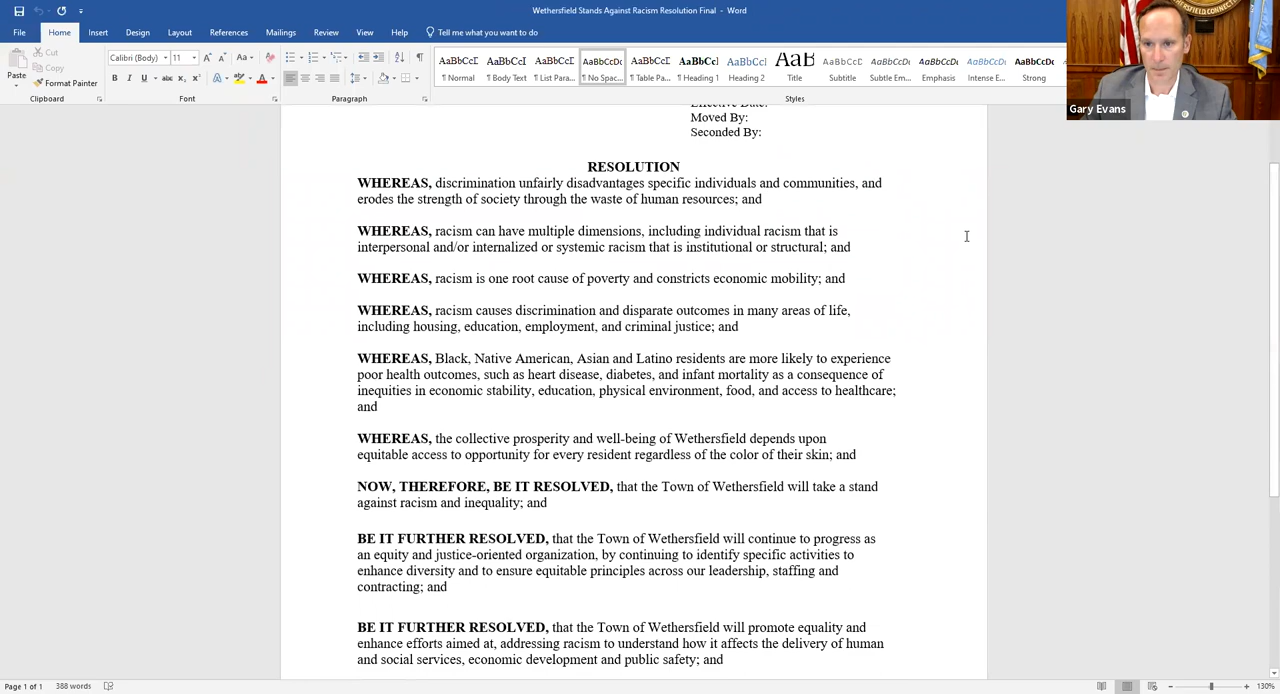 Wethersfield Stands Against Racism Resolution Final - Word
File Home Insert Design Layout References Mailings Review View Help Tell me what you want to do
Cut
Copy
Paste
Format Painter
Calibri (Body) 11
Clipboard Font Paragraph Styles
AaBbCcI AaBbCcI AaBbCcI AaBbCcDc AaBbCcI AaBbCc AaBbCcI AaB AaBbCcDc AaBbCcDc AaBbCcDc AaBbCcDc AaBbCcDc
¶ Normal ¶ Body Text ¶ List Para... ¶ No Spac... ¶ Table Pa... ¶ Heading 1 Heading 2 Title Subtitle Subtle Em... Emphasis Intense E... Strong
Gary Evans
Effective Date:
Moved By:
Seconded By:
RESOLUTION
WHEREAS, discrimination unfairly disadvantages specific individuals and communities, and
erodes the strength of society through the waste of human resources; and
WHEREAS, racism can have multiple dimensions, including individual racism that is
interpersonal and/or internalized or systemic racism that is institutional or structural; and
WHEREAS, racism is one root cause of poverty and constricts economic mobility; and
WHEREAS, racism causes discrimination and disparate outcomes in many areas of life,
including housing, education, employment, and criminal justice; and
WHEREAS, Black, Native American, Asian and Latino residents are more likely to experience
poor health outcomes, such as heart disease, diabetes, and infant mortality as a consequence of
inequities in economic stability, education, physical environment, food, and access to healthcare;
and
WHEREAS, the collective prosperity and well-being of Wethersfield depends upon
equitable access to opportunity for every resident regardless of the color of their skin; and
NOW, THEREFORE, BE IT RESOLVED, that the Town of Wethersfield will take a stand
against racism and inequality; and
BE IT FURTHER RESOLVED, that the Town of Wethersfield will continue to progress as
an equity and justice-oriented organization, by continuing to identify specific activities to
enhance diversity and to ensure equitable principles across our leadership, staffing and
contracting; and
BE IT FURTHER RESOLVED, that the Town of Wethersfield will promote equality and
enhance efforts aimed at, addressing racism to understand how it affects the delivery of human
and social services, economic development and public safety; and
Page 1 of 1 388 words 130%